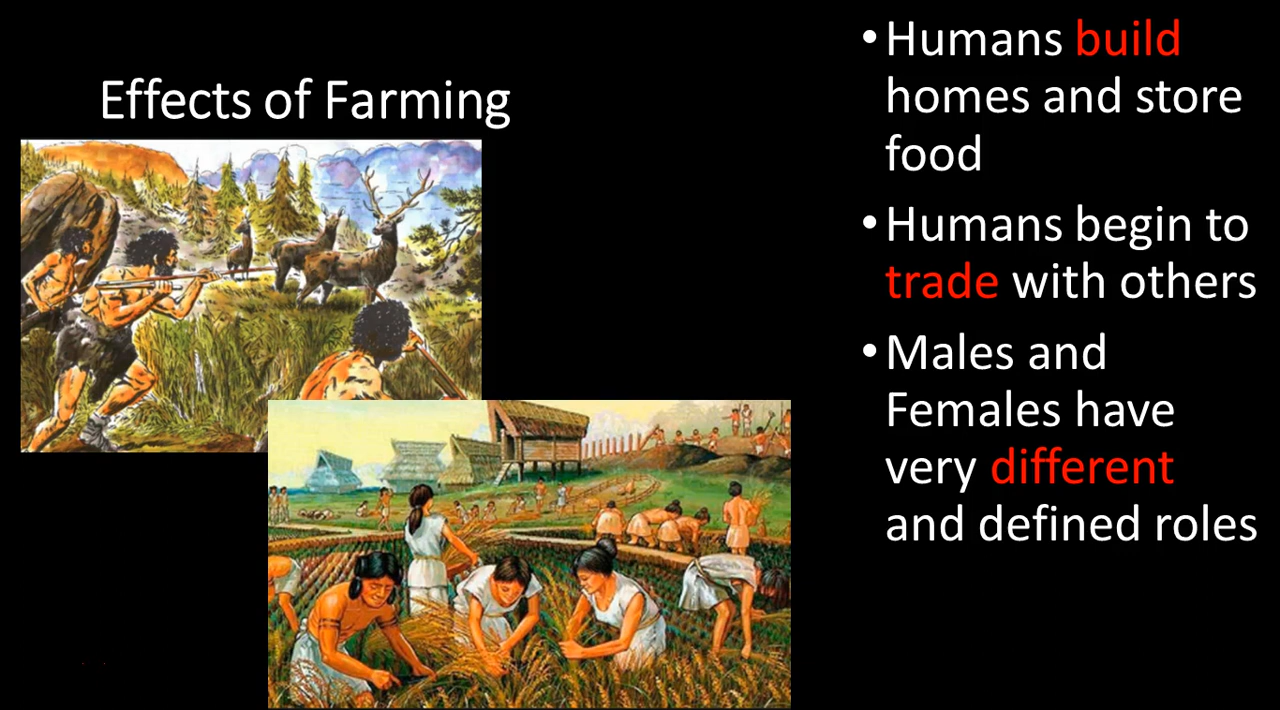 Effects of Farming
•Humans build
homes and store
food
•Humans begin to
trade with others
•Males and
Females have
very different
and defined roles